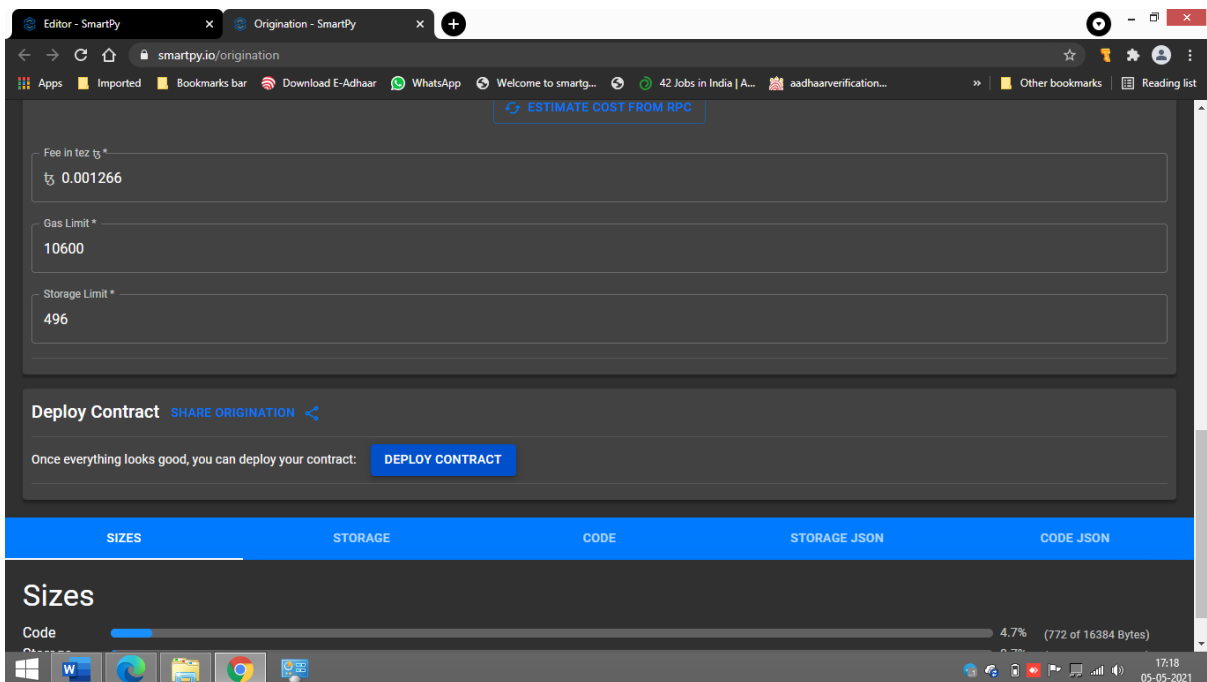 Editor - SmartPy
Origination - SmartPy
smartpy.io/origination
Apps Imported Bookmarks bar Download E-Adhaar WhatsApp Welcome to smartg... 42 Jobs in India | A... aadhaarverification... » Other bookmarks Reading list
ESTIMATE COST FROM RPC
Fee in tez ꜩ *
ꜩ 0.001266
Gas Limit *
10600
Storage Limit *
496
Deploy Contract SHARE ORIGINATION
Once everything looks good, you can deploy your contract: DEPLOY CONTRACT
SIZES STORAGE CODE STORAGE JSON CODE JSON
Sizes
Code 4.7% (772 of 16384 Bytes)
17:18
05-05-2021